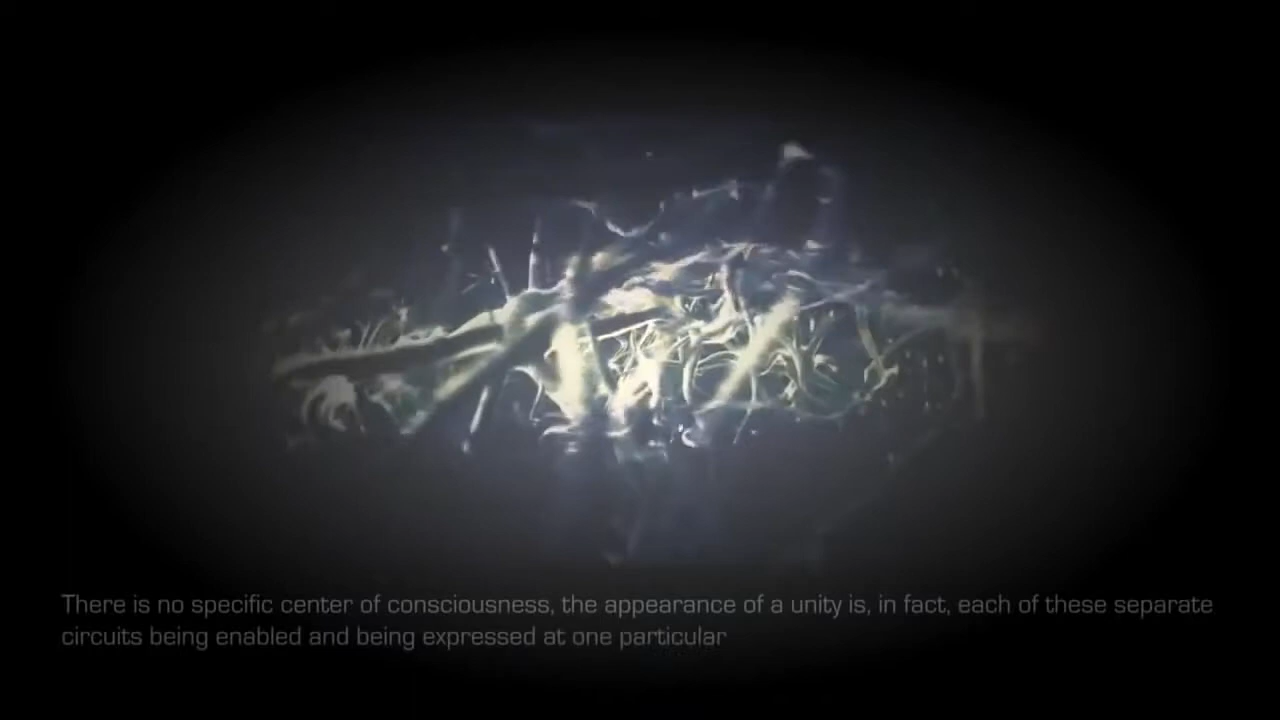 There is no specific center of consciousness, the appearance of a unity is, in fact, each of these separate
circuits being enabled and being expressed at one particular